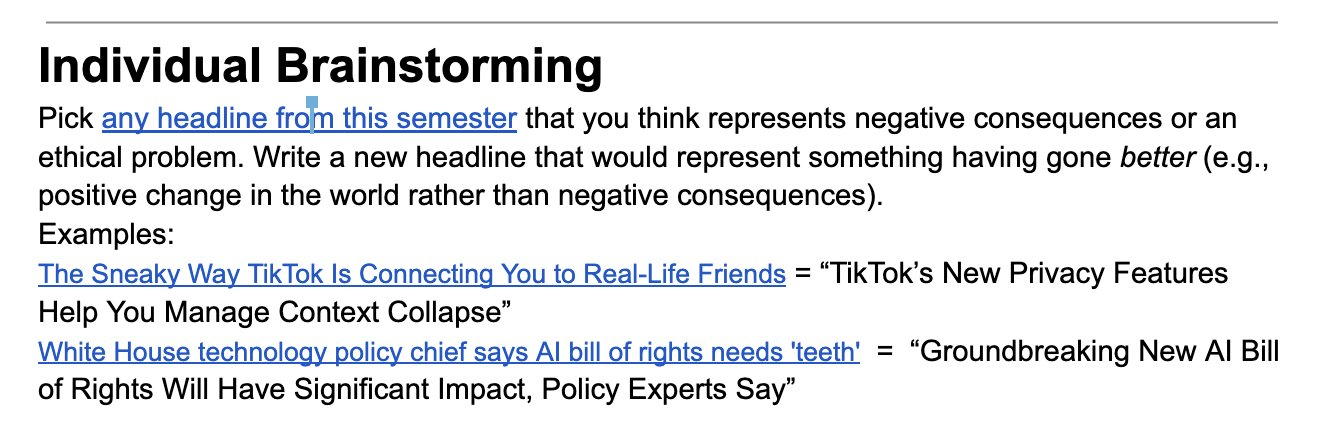 Individual Brainstorming
Pick any headline from this semester that you think represents negative consequences or an
ethical problem. Write a new headline that would represent something having gone better (e.g.,
positive change in the world rather than negative consequences).
Examples:
The Sneaky Way TikTok Is Connecting You to Real-Life Friends = “TikTok’s New Privacy Features
Help You Manage Context Collapse”
White House technology policy chief says AI bill of rights needs 'teeth' = “Groundbreaking New AI Bill
of Rights Will Have Significant Impact, Policy Experts Say”